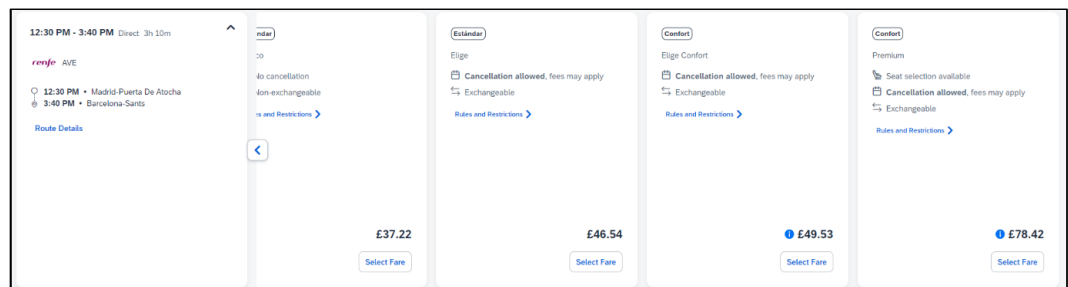 12:30 PM - 3:40 PM Direct 3h 10m
renfe AVE
12:30 PM • Madrid-Puerta De Atocha
3:40 PM • Barcelona-Sants
Route Details
ndar
co
No cancellation
Non-exchangeable
es and Restrictions
£37.22
Select Fare
Estándar
Elige
Cancellation allowed, fees may apply
Exchangeable
Rules and Restrictions
£46.54
Select Fare
Confort
Elige Confort
Cancellation allowed, fees may apply
Exchangeable
Rules and Restrictions
£49.53
Select Fare
Confort
Premium
Seat selection available
Cancellation allowed, fees may apply
Exchangeable
Rules and Restrictions
£78.42
Select Fare